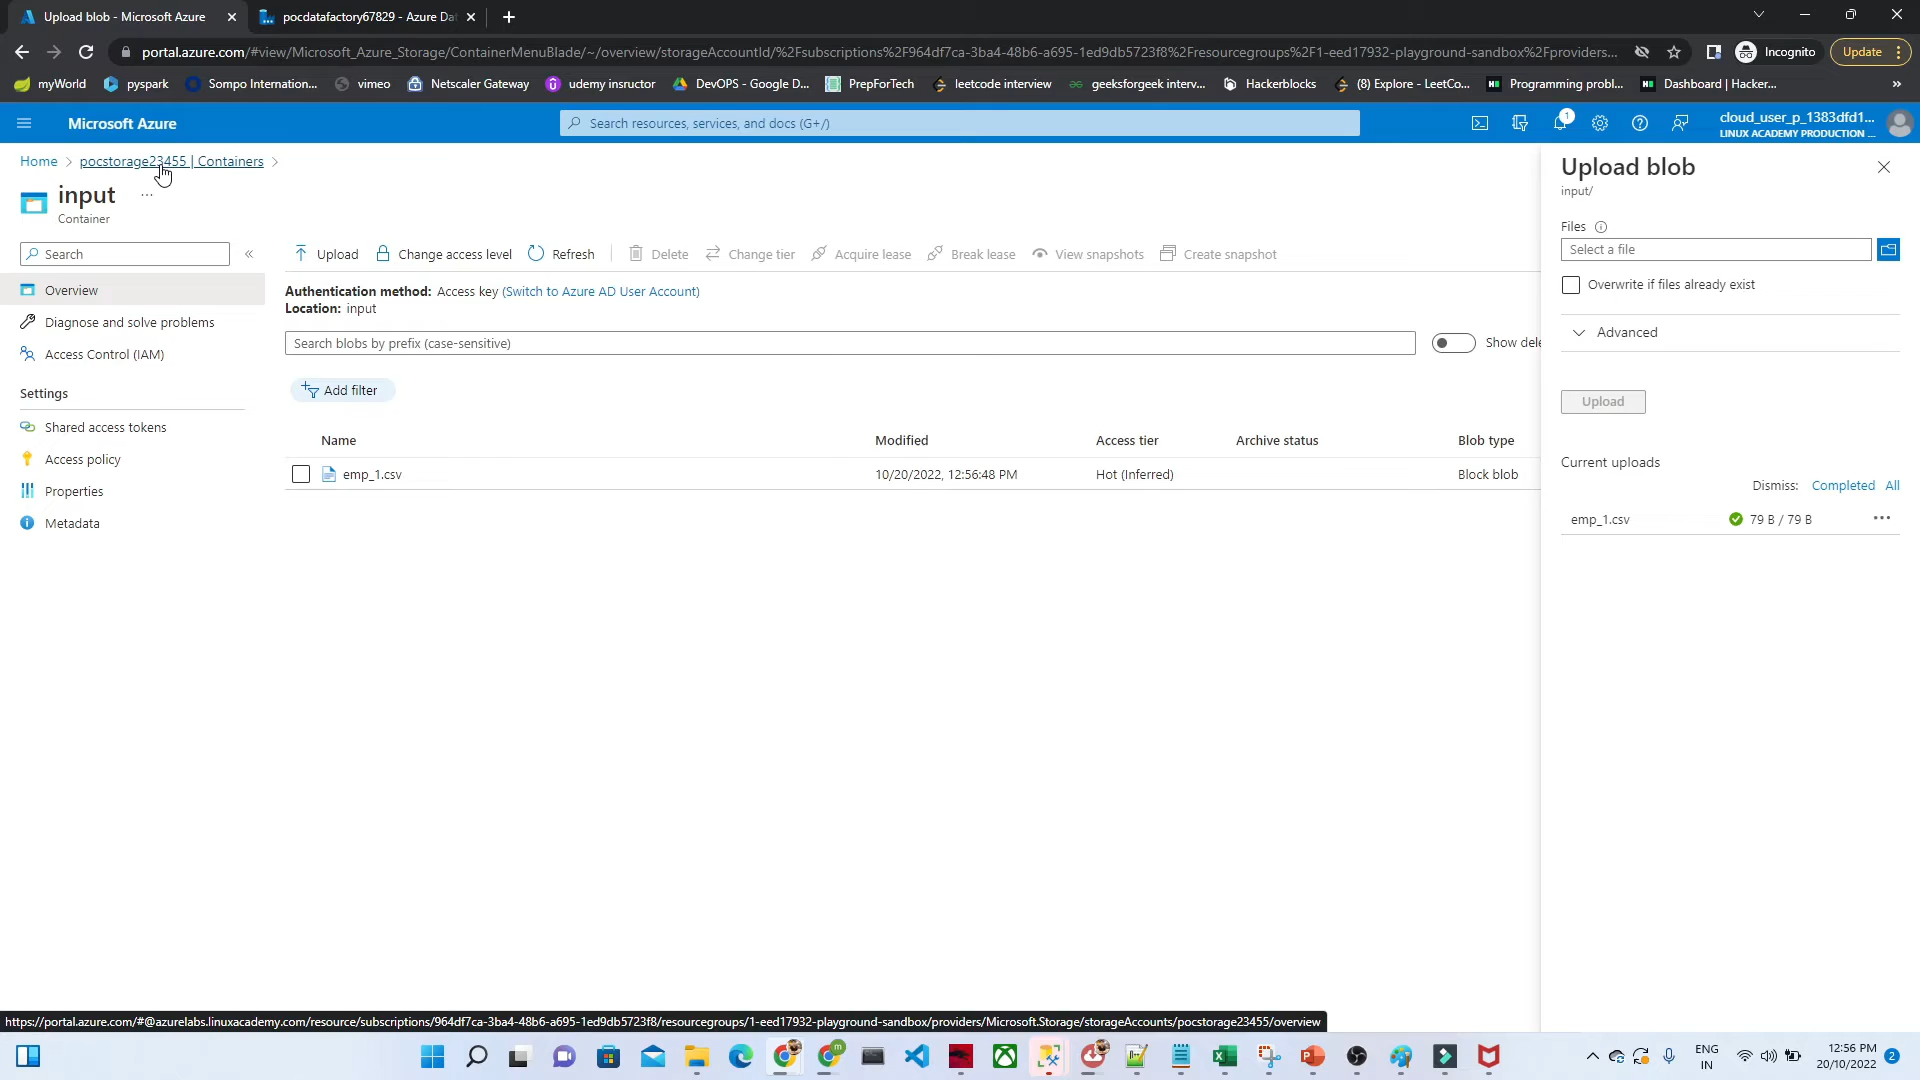 Upload blob - Microsoft Azure
pocdatafactory67829 - Azure Dat
portal.azure.com/#view/Microsoft_Azure_Storage/ContainerMenuBlade/~/overview/storageAccountId/%2Fsubscriptions%2F964df7ca-3ba4-48b6-a695-1ed9db5723f8%2Fresourcegroups%2F1-eed17932-playground-sandbox%2Fproviders...
Incognito
Update
myWorld
pyspark
Sompo Internation...
vimeo
Netscaler Gateway
udemy insructor
DevOPS - Google D...
PrepForTech
leetcode interview
geeksforgeek interv...
Hackerblocks
(8) Explore - LeetCo...
Programming probl...
Dashboard | Hacker...
»
Microsoft Azure
Search resources, services, and docs (G+/)
1
cloud_user_p_1383dfd1...
LINUX ACADEMY PRODUCTION ...
Home > pocstorage23455 | Containers >
input ...
Container
Search
«
Overview
Diagnose and solve problems
Access Control (IAM)
Settings
Shared access tokens
Access policy
Properties
Metadata
Upload
Change access level
Refresh
Delete
Change tier
Acquire lease
Break lease
View snapshots
Create snapshot
Authentication method: Access key (Switch to Azure AD User Account)
Location: input
Search blobs by prefix (case-sensitive)
Show dele
Add filter
Name Modified Access tier Archive status Blob type
emp_1.csv 10/20/2022, 12:56:48 PM Hot (Inferred) Block blob
Upload blob
input/
Files
Select a file
Overwrite if files already exist
Advanced
Upload
Current uploads
Dismiss: Completed All
emp_1.csv 79 B / 79 B ...
https://portal.azure.com/#@azurelabs.linuxacademy.com/resource/subscriptions/964df7ca-3ba4-48b6-a695-1ed9db5723f8/resourcegroups/1-eed17932-playground-sandbox/providers/Microsoft.Storage/storageAccounts/pocstorage23455/overview
ENG
IN
12:56 PM
20/10/2022
2